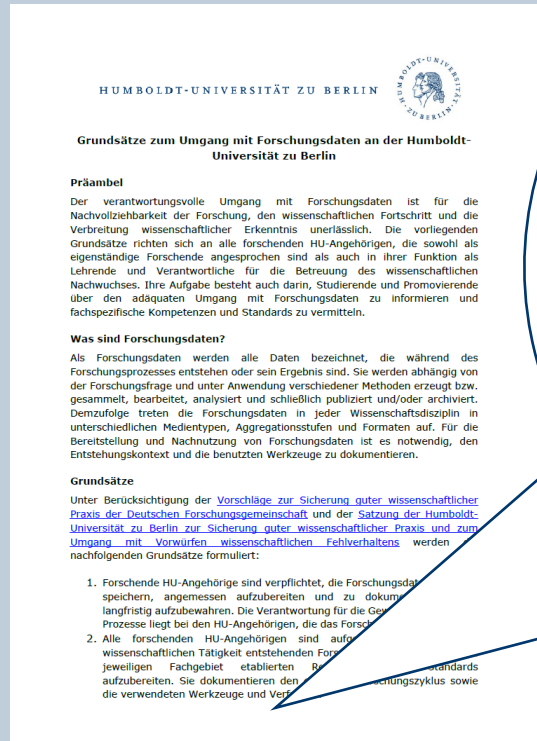 HUMBOLDT-UNIVERSITÄT ZU BERLIN
HUMBOLDT-UNIVERSITÄT ZU BERLIN
Grundsätze zum Umgang mit Forschungsdaten an der Humboldt-
Universität zu Berlin
Präambel
Der verantwortungsvolle Umgang mit Forschungsdaten ist für die
Nachvollziehbarkeit der Forschung, den wissenschaftlichen Fortschritt und die
Verbreitung wissenschaftlicher Erkenntnis unerlässlich. Die vorliegenden
Grundsätze richten sich an alle forschenden HU-Angehörigen, die sowohl als
eigenständige Forschende angesprochen sind als auch in ihrer Funktion als
Lehrende und Verantwortliche für die Betreuung des wissenschaftlichen
Nachwuchses. Ihre Aufgabe besteht auch darin, Studierende und Promovierende
über den adäquaten Umgang mit Forschungsdaten zu informieren und
fachspezifische Kompetenzen und Standards zu vermitteln.
Was sind Forschungsdaten?
Als Forschungsdaten werden alle Daten bezeichnet, die während des
Forschungsprozesses entstehen oder sein Ergebnis sind. Sie werden abhängig von
der Forschungsfrage und unter Anwendung verschiedener Methoden erzeugt bzw.
gesammelt, bearbeitet, analysiert und schließlich publiziert und/oder archiviert.
Demzufolge treten die Forschungsdaten in jeder Wissenschaftsdisziplin in
unterschiedlichen Medientypen, Aggregationsstufen und Formaten auf. Für die
Bereitstellung und Nachnutzung von Forschungsdaten ist es notwendig, den
Entstehungskontext und die benutzten Werkzeuge zu dokumentieren.
Grundsätze
Unter Berücksichtigung der Vorschläge zur Sicherung guter wissenschaftlicher
Praxis der Deutschen Forschungsgemeinschaft und der Satzung der Humboldt-
Universität zu Berlin zur Sicherung guter wissenschaftlicher Praxis und zum
Umgang mit Vorwürfen wissenschaftlichen Fehlverhaltens werden
nachfolgenden Grundsätze formuliert:
1. Forschende HU-Angehörige sind verpflichtet, die
speichern, angemessen aufzubereiten und zu
langfristig aufzubewahren. Die Verantwortung für die
Prozesse liegt bei den HU-Angehörigen, die das
2. Alle forschenden HU-Angehörigen sind
wissenschaftlichen Tätigkeit entstehenden
jeweiligen Fachgebiet etablierten
aufzubereiten. Sie dokumentieren den sowie
die verwendeten Werkzeuge und